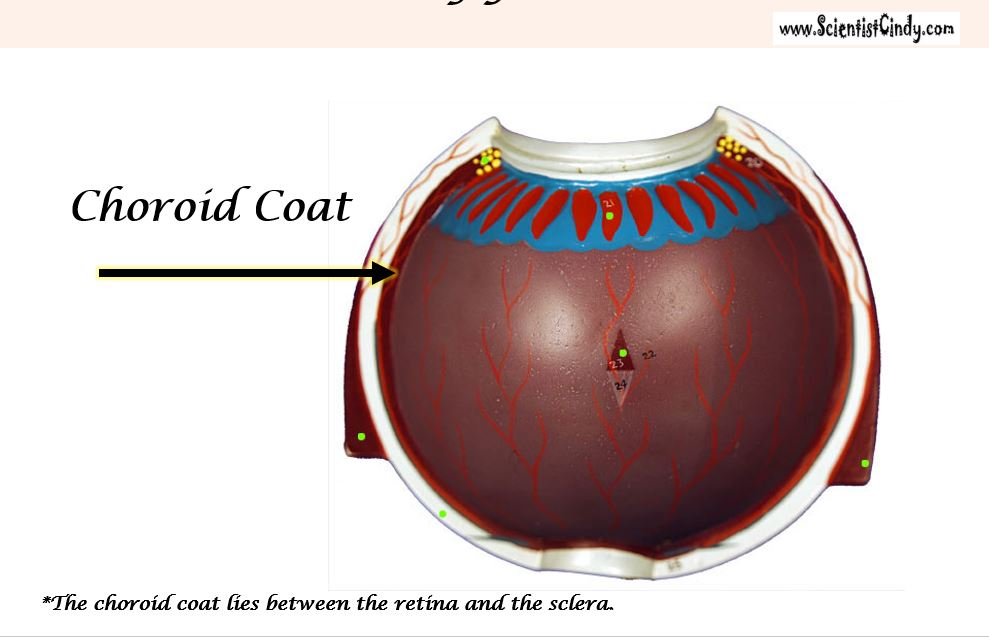 www.ScientistCindy.com
20
Choroid Coat
21
22
23
24
*The choroid coat lies between the retina and the sclera.